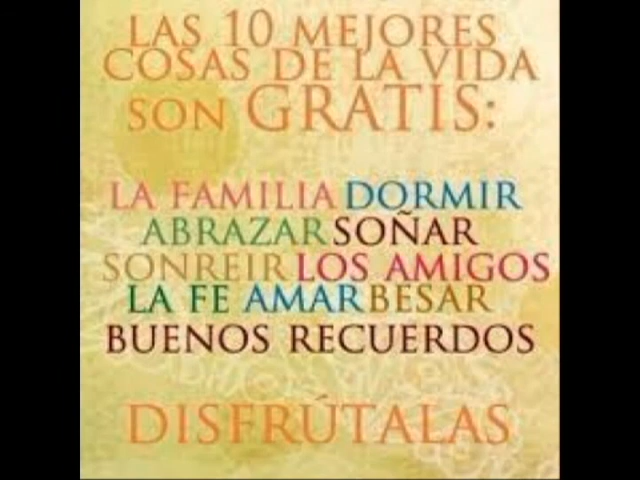 LAS 10 MEJORES
COSAS DE LA VIDA
SON GRATIS:
LA FAMILIA DORMIR
ABRAZAR SOÑAR
SONREIR LOS AMIGOS
LA FE AMAR BESAR
BUENOS RECUERDOS
DISFRÚTALAS